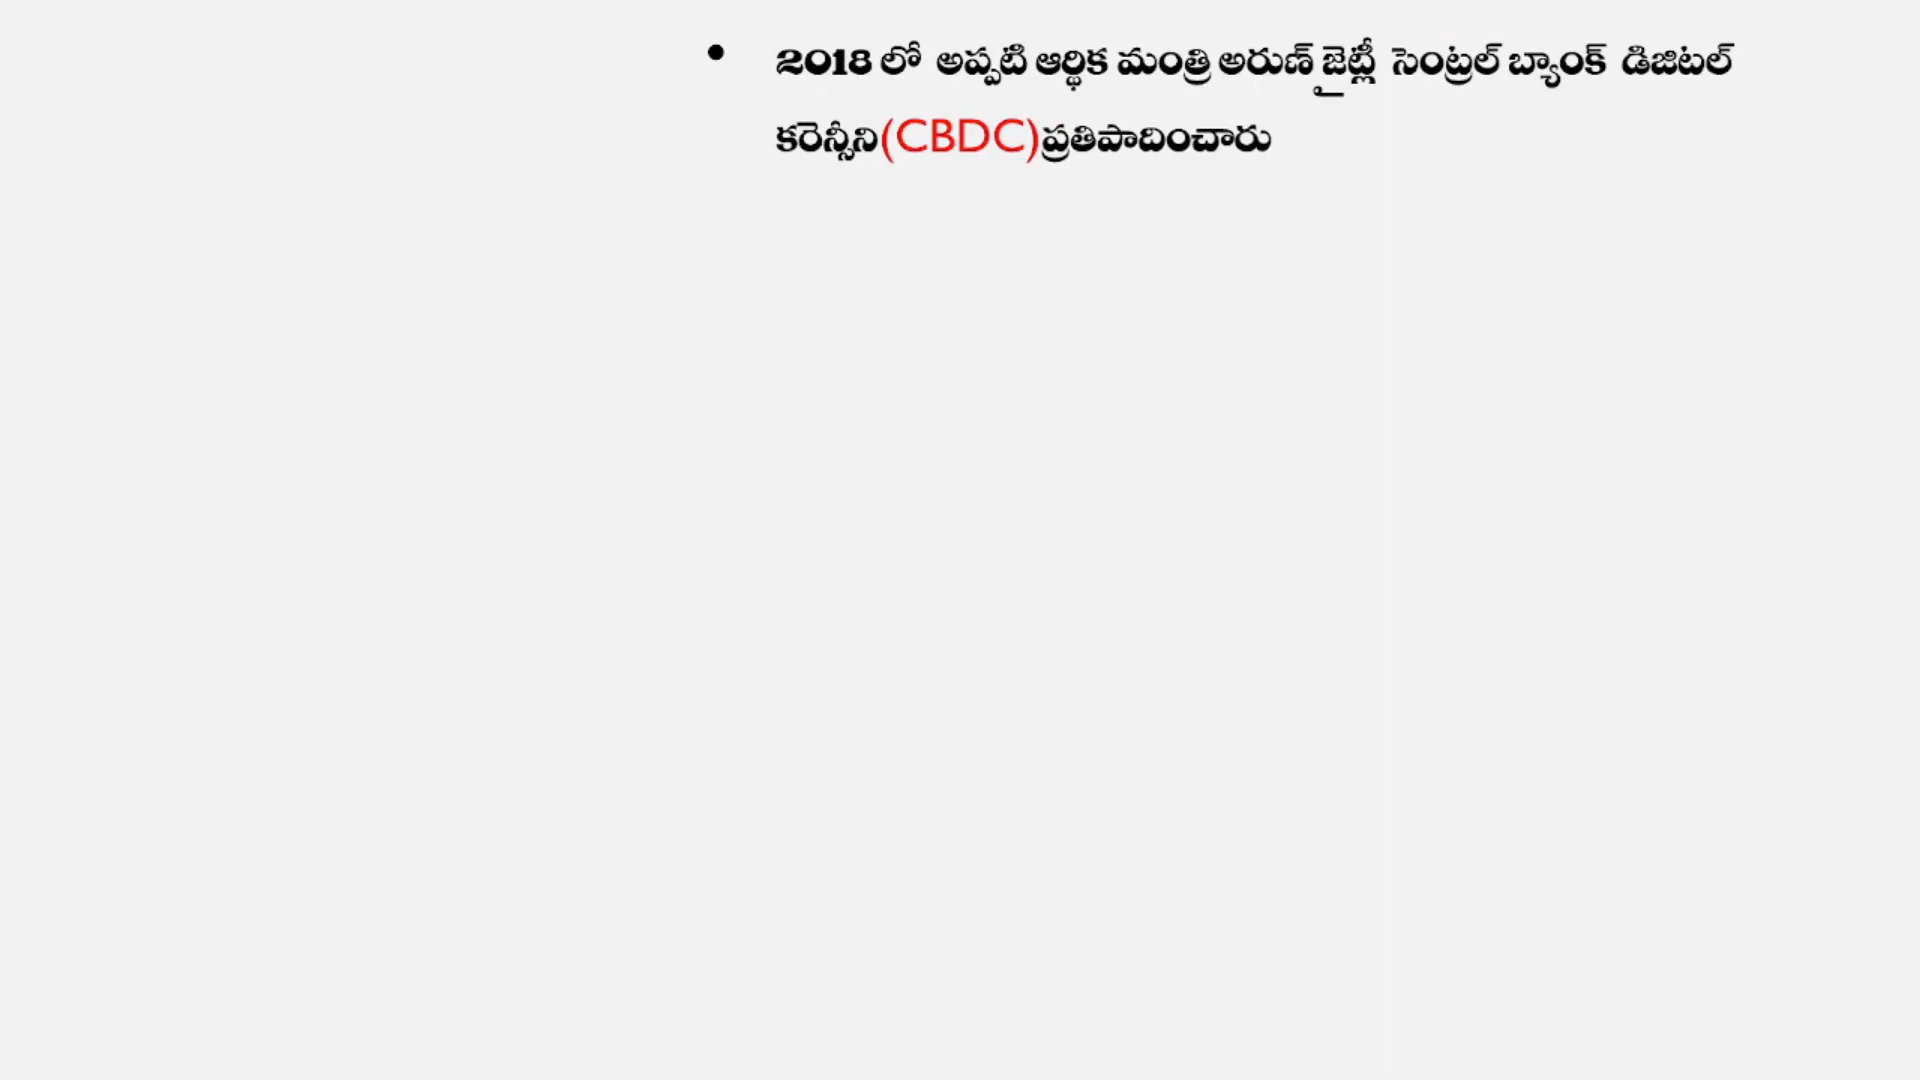 • 2018 లో అప్పటి ఆర్థిక మంత్రి అరుణ్ జైట్లీ సెంట్రల్ బ్యాంక్ డిజిటల్
కరెన్సీని(CBDC)ప్రతిపాదించారు